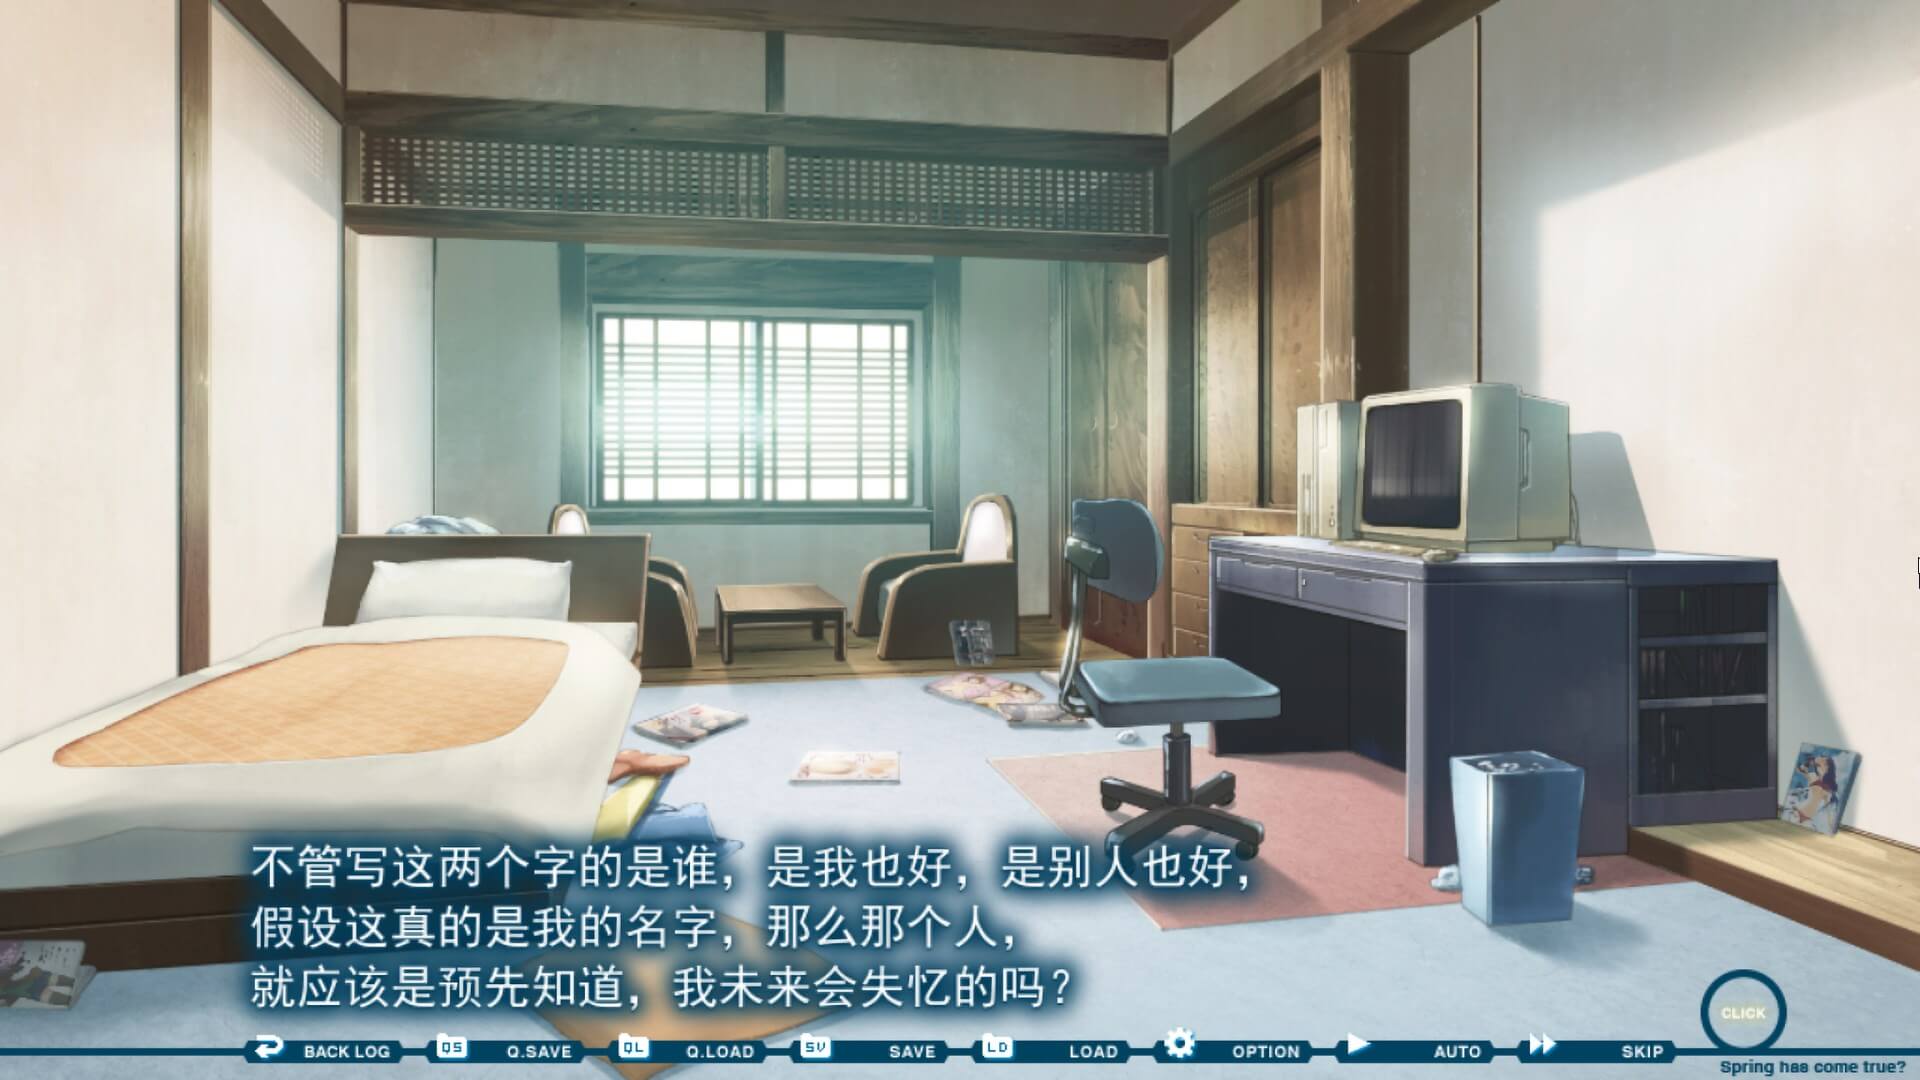 不管写这两个字的是谁，是我也好，是别人也好，
假设这真的是我的名字，那么那个人，
就应该是预先知道，我未来会失忆的吗？
CLICK
QS
QL
SV
LD
BACK LOG
Q.SAVE
Q.LOAD
SAVE
LOAD
OPTION
AUTO
SKIP
Spring has come true?